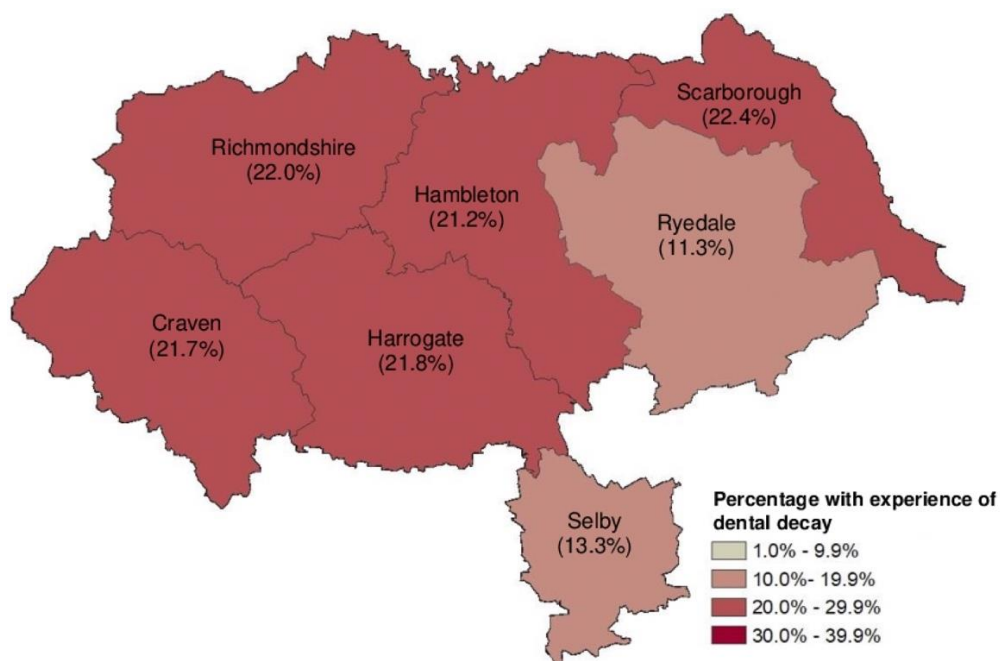 Scarborough
(22.4%)
Richmondshire
(22.0%)
Hambleton
(21.2%)
Ryedale
(11.3%)
Craven
(21.7%)
Harrogate
(21.8%)
Selby
(13.3%)
Percentage with experience of
dental decay
1.0% - 9.9%
10.0%- 19.9%
20.0% - 29.9%
30.0% - 39.9%